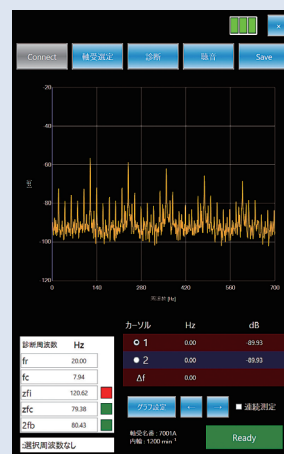 ×
Connect 軸受選定 診断 聴音 Save
-20
-40
-60
-80
-100
-120
[dB]
0 140 280 420 560 700
周波数 [Hz]
カーソル Hz dB
1 0.00 -89.93
2 0.00 -89.93
Δf 0.00 0.00
診断周波数 Hz
fr 20.00
fc 7.94
zfi 120.62
zfc 79.38
2fb 80.43
:選択周波数なし
グラフ設定 ← → 連続測定
軸受名番 : 7001A
内輪 : 1200 min⁻¹
Ready